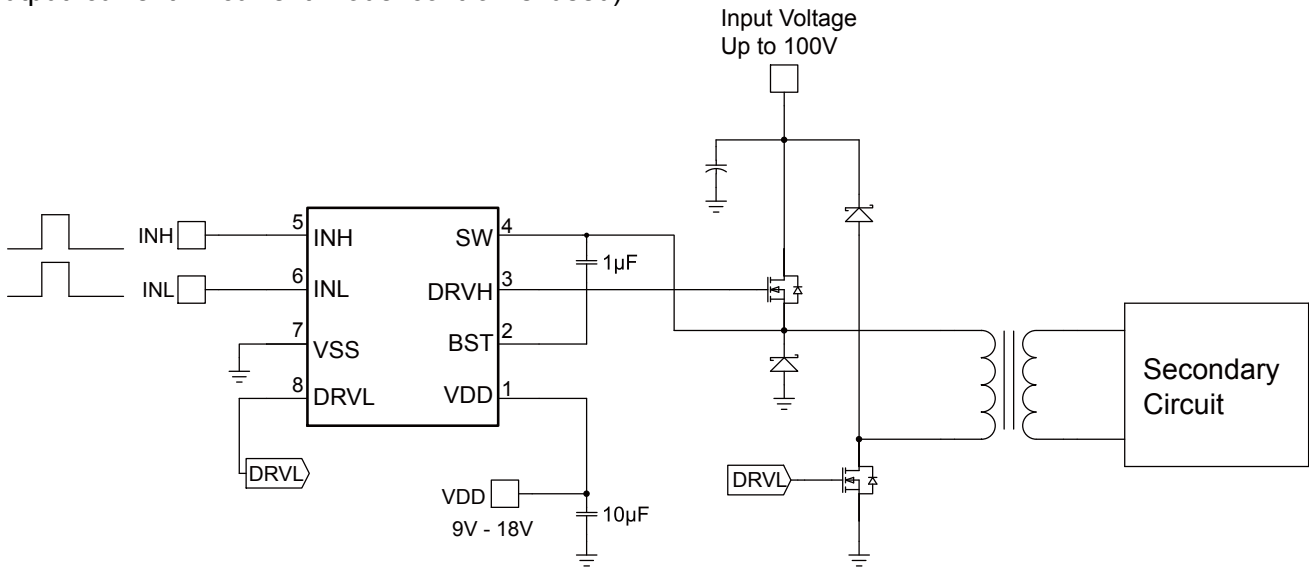 Input Voltage
Up to 100V
INH
INL
5
INH
6
INL
7
VSS
8
DRVL
4
SW
3
DRVH
2
BST
1
VDD
1μF
DRVL
VDD
9V - 18V
10μF
DRVL
Secondary
Circuit